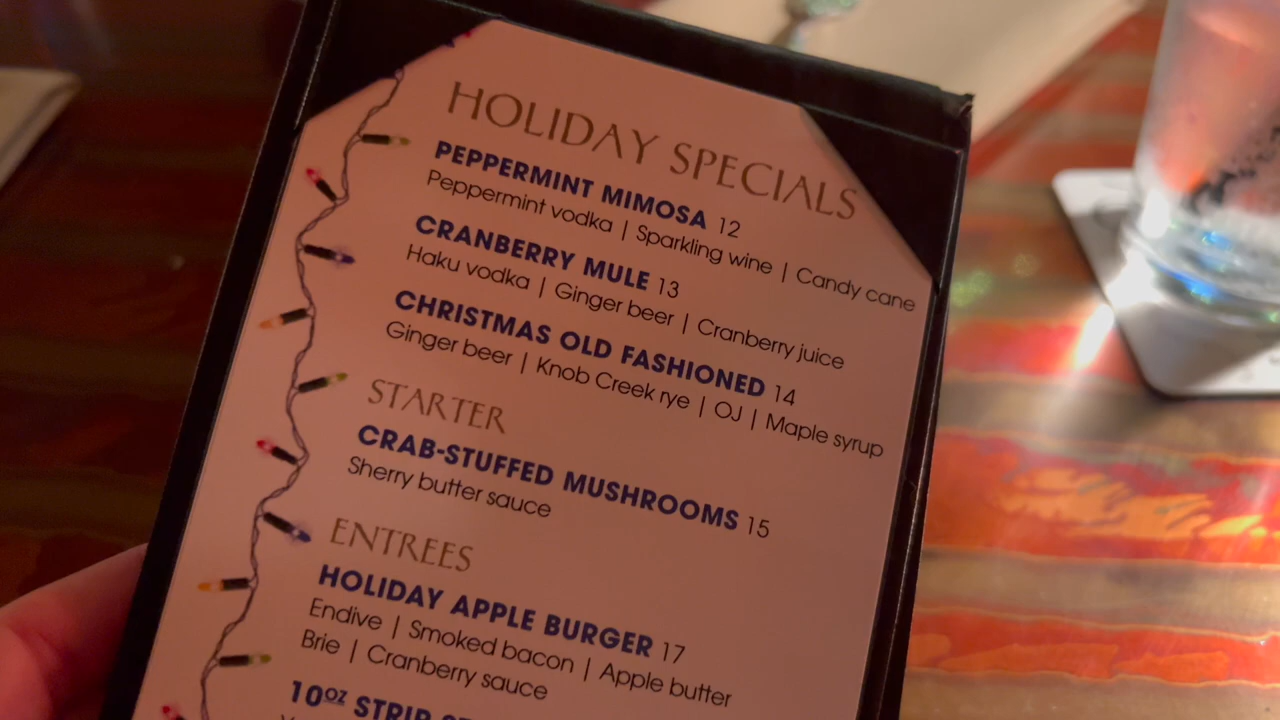 HOLIDAY SPECIALS
PEPPERMINT MIMOSA 12
Peppermint vodka | Sparkling wine | Candy cane
CRANBERRY MULE 13
Haku vodka | Ginger beer | Cranberry juice
CHRISTMAS OLD FASHIONED 14
Ginger beer | Knob Creek rye | OJ | Maple syrup
STARTER
CRAB-STUFFED MUSHROOMS 15
Sherry butter sauce
ENTREES
HOLIDAY APPLE BURGER 17
Endive | Smoked bacon | Apple butter
Brie | Cranberry sauce
10oz STRIP